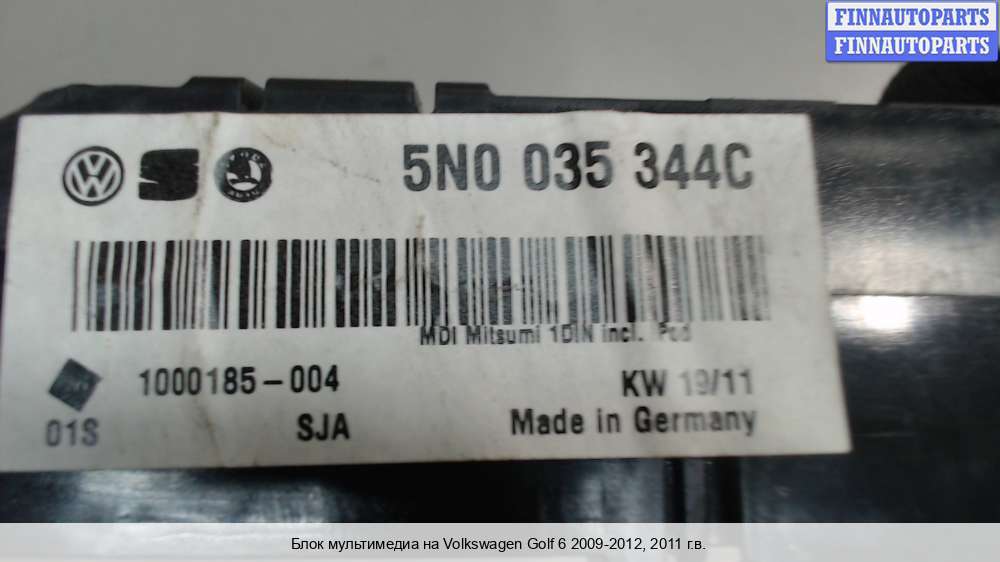 FINNAUTOPARTS
FINNAUTOPARTS
5N0 035 344C
MDI Mitsumi 1DIN incl.
1000185-004
KW 19/11
01S
SJA
Made in Germany
Блок мультимедиа на Volkswagen Golf 6 2009-2012, 2011 г.в.